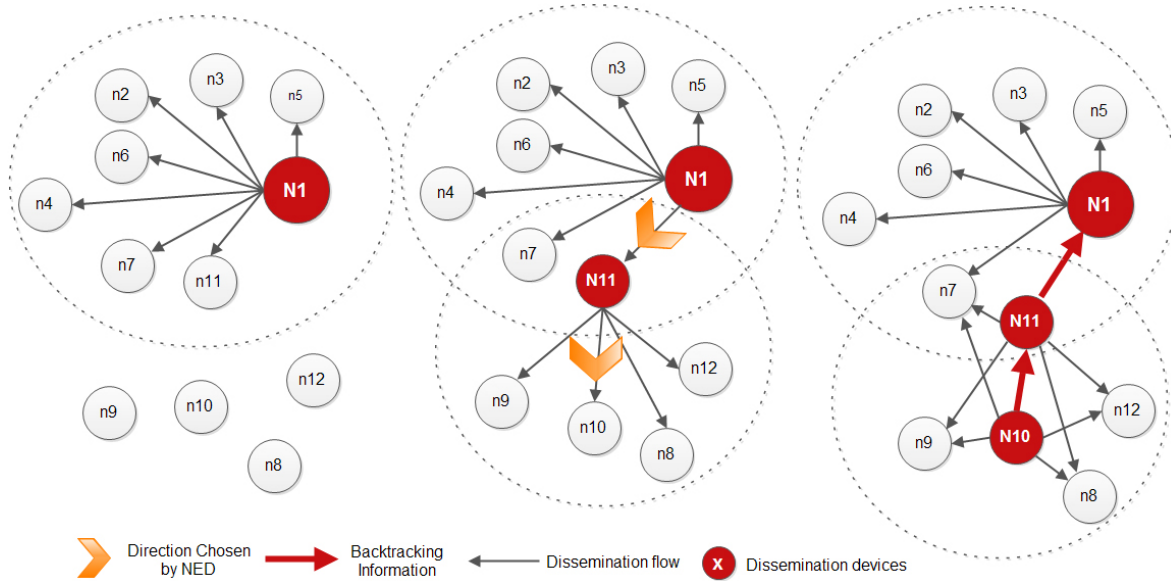 n3
n2
n5
n6
N1
n4
n7
n11
n12
n9
n10
n8
n3
n2
n5
n6
N1
n4
n7
N11
n12
n9
n10
n8
n3
n2
n5
n6
N1
n4
n7
N11
n12
n9
N10
n8
Direction Chosen
by NED
Backtracking
Information
Dissemination flow
X
Dissemination devices